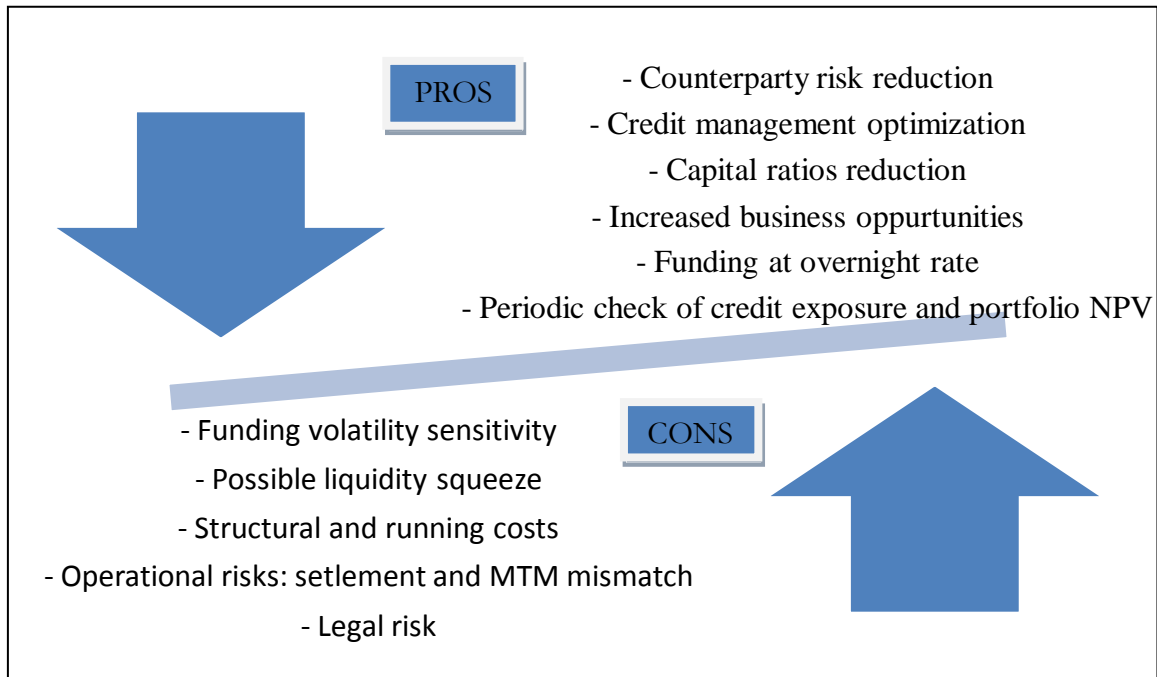 PROS
- Counterparty risk reduction
- Credit management optimization
- Capital ratios reduction
- Increased business oppurtunities
- Funding at overnight rate
- Periodic check of credit exposure and portfolio NPV
CONS
- Funding volatility sensitivity
- Possible liquidity squeeze
- Structural and running costs
- Operational risks: setlement and MTM mismatch
- Legal risk